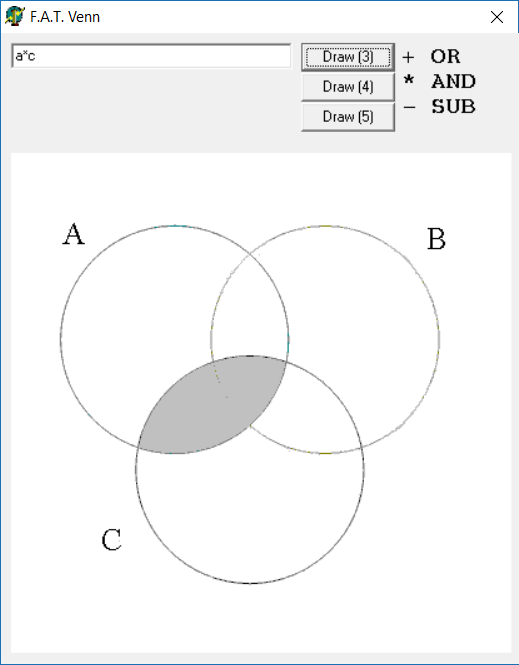 F.A.T. Venn
a*c
Draw (3)
+ OR
Draw (4)
* AND
Draw (5)
− SUB
A
B
C